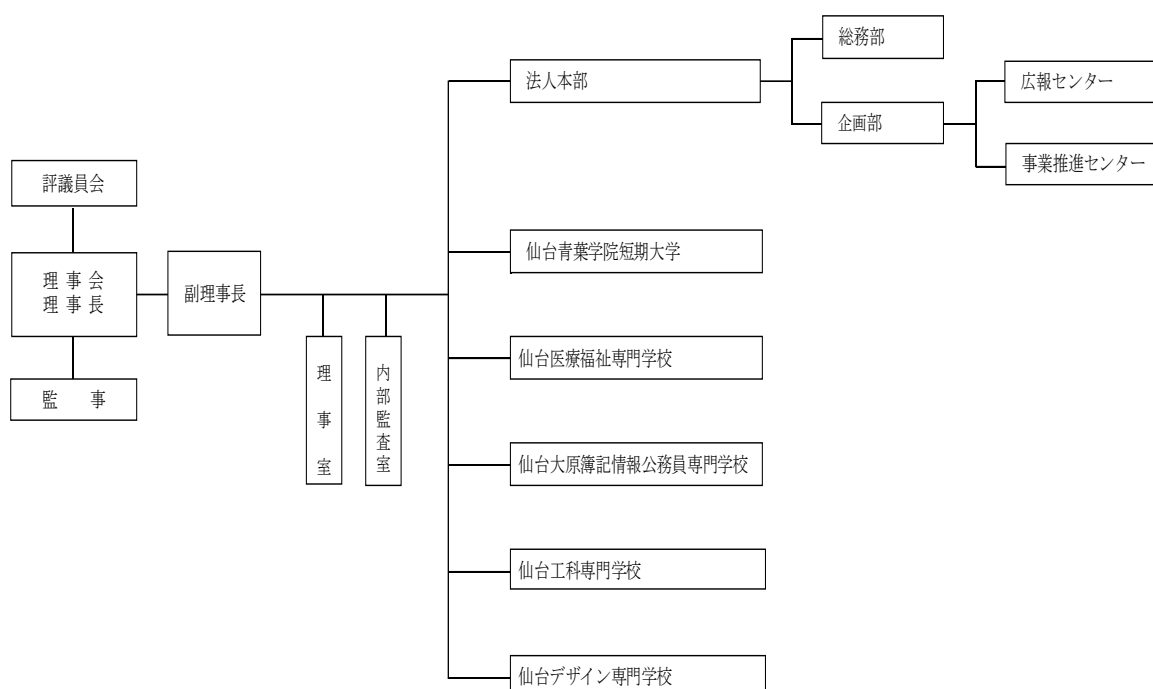 総務部
法人本部
広報センター
企画部
事業推進センター
評議員会
仙台青葉学院短期大学
理事会
理事長
副理事長
仙台医療福祉専門学校
理事室
内部監査室
監　事
仙台大原簿記情報公務員専門学校
仙台工科専門学校
仙台デザイン専門学校